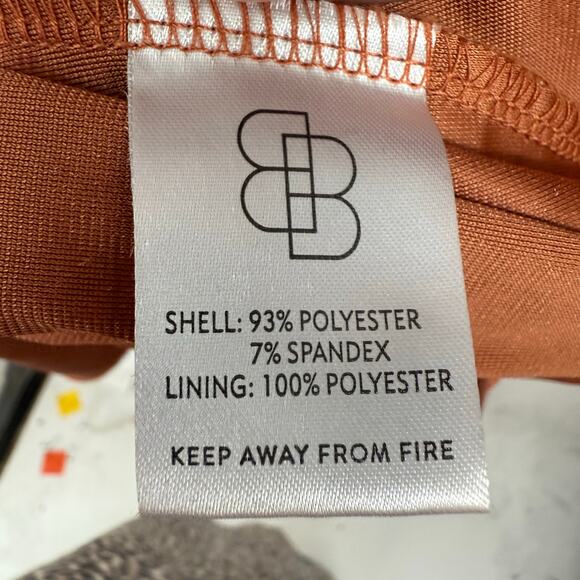 SHELL: 93% POLYESTER
7% SPANDEX
LINING: 100% POLYESTER
KEEP AWAY FROM FIRE